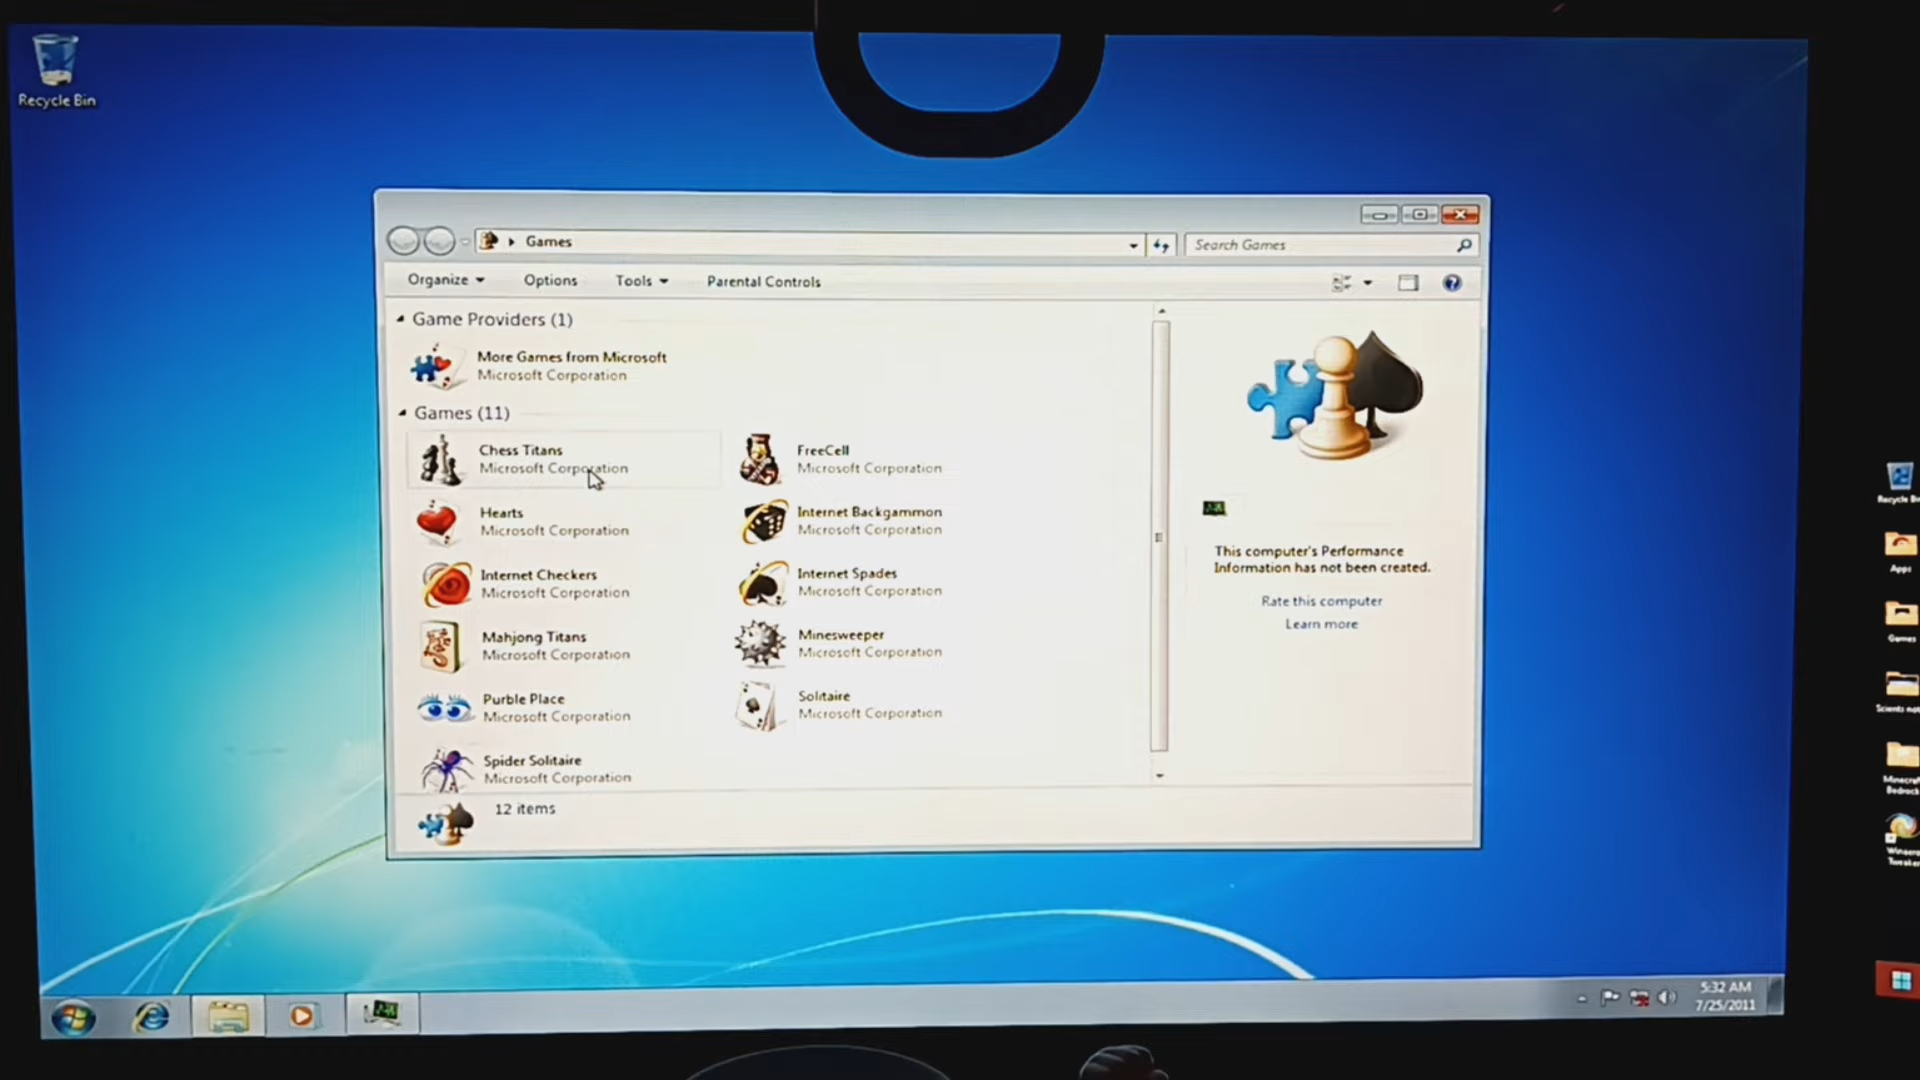 Recycle Bin
Games
Search Games
Organize
Options
Tools
Parental Controls
Game Providers (1)
More Games from Microsoft
Microsoft Corporation
Games (11)
Chess Titans
Microsoft Corporation
FreeCell
Microsoft Corporation
Hearts
Microsoft Corporation
Internet Backgammon
Microsoft Corporation
Internet Checkers
Microsoft Corporation
Internet Spades
Microsoft Corporation
Mahjong Titans
Microsoft Corporation
Minesweeper
Microsoft Corporation
Purble Place
Microsoft Corporation
Solitaire
Microsoft Corporation
Spider Solitaire
Microsoft Corporation
12 items
This computer's Performance
Information has not been created.
Rate this computer
Learn more
5:32 AM
7/25/2011
Recycle
Apps
Games